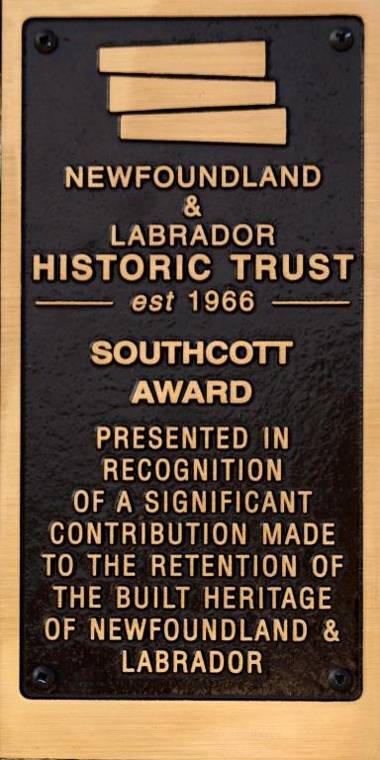 NEWFOUNDLAND
&
LABRADOR
HISTORIC TRUST
est 1966
SOUTHCOTT
AWARD
PRESENTED IN
RECOGNITION
OF A SIGNIFICANT
CONTRIBUTION MADE
TO THE RETENTION OF
THE BUILT HERITAGE
OF NEWFOUNDLAND &
LABRADOR